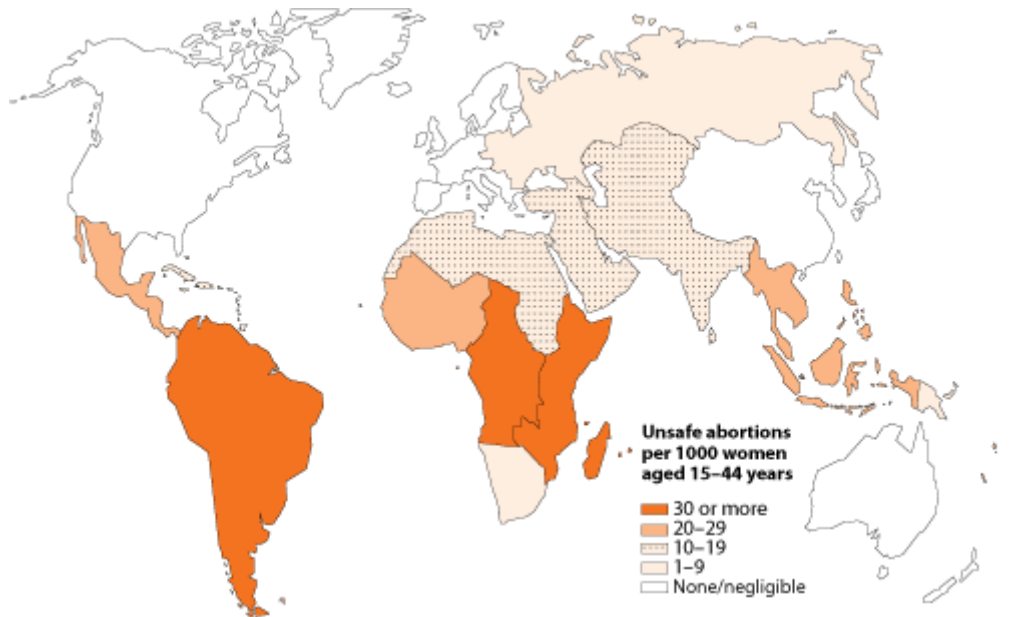 Unsafe abortions
per 1000 women
aged 15–44 years
30 or more
20–29
10–19
1–9
None/negligible